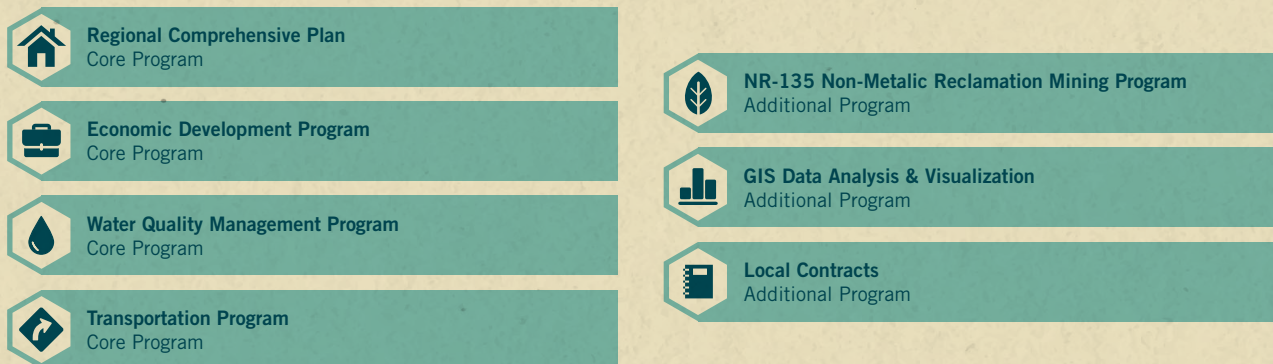 Regional Comprehensive Plan
Core Program
Economic Development Program
Core Program
Water Quality Management Program
Core Program
Transportation Program
Core Program
NR-135 Non-Metalic Reclamation Mining Program
Additional Program
GIS Data Analysis & Visualization
Additional Program
Local Contracts
Additional Program